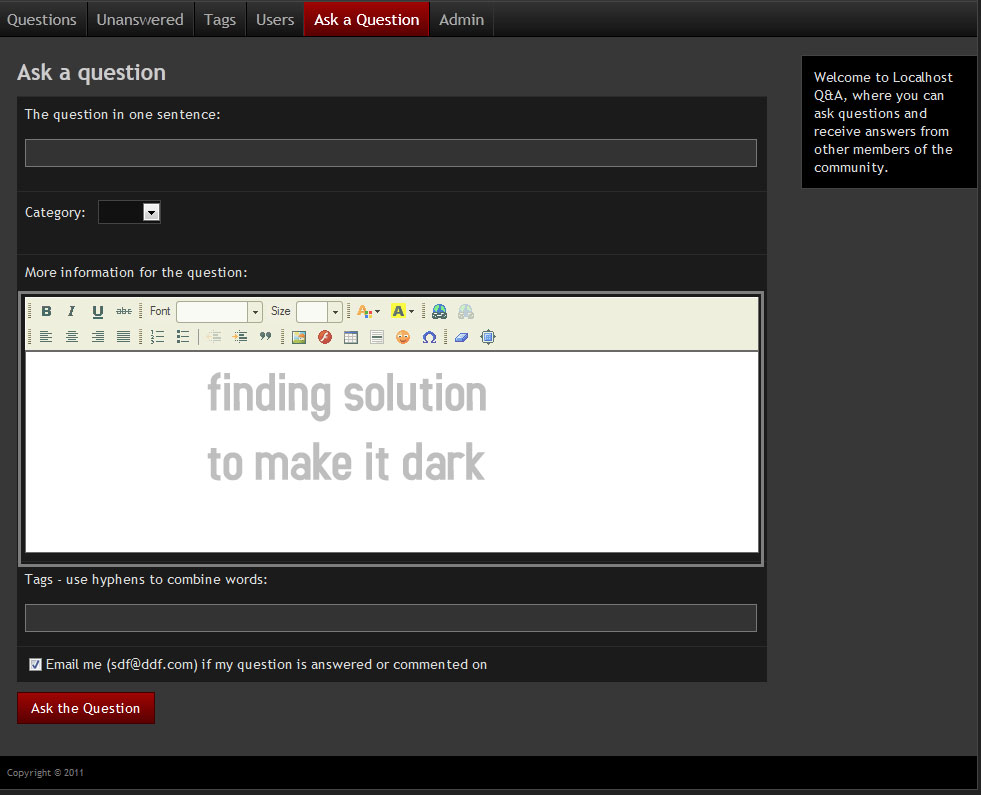 Questions Unanswered Tags Users Ask a Question Admin
Ask a question
Welcome to Localhost
Q&A, where you can
ask questions and
receive answers from
other members of the
community.
The question in one sentence:
Category:
More information for the question:
B I U abc Font Size A A
finding solution
to make it dark
Tags - use hyphens to combine words:
Email me (sdf@ddf.com) if my question is answered or commented on
Ask the Question
Copyright © 2011